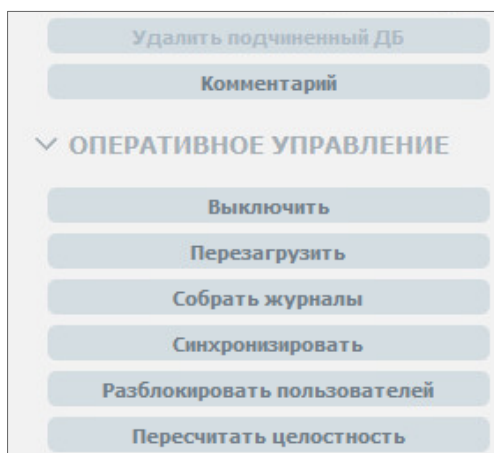 Удалить подчиненный ДБ
Комментарий
ОПЕРАТИВНОЕ УПРАВЛЕНИЕ
Выключить
Перезагрузить
Собрать журналы
Синхронизировать
Разблокировать пользователей
Пересчитать целостность